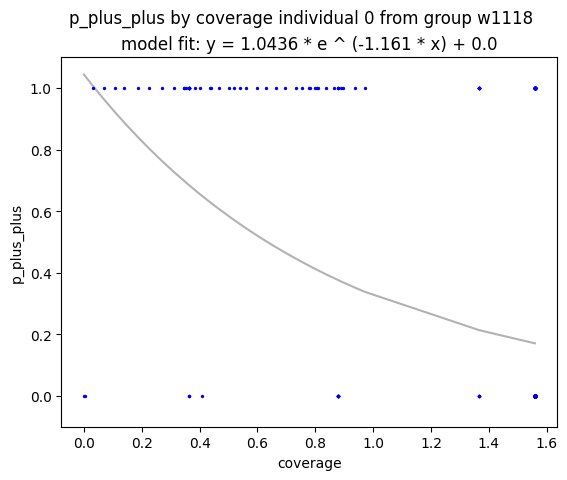 p_plus_plus by coverage individual 0 from group w1118
model fit: y = 1.0436 * e ^ (-1.161 * x) + 0.0
1.0
0.8
0.6
0.4
0.2
0.0
p_plus_plus
0.0 0.2 0.4 0.6 0.8 1.0 1.2 1.4 1.6
coverage